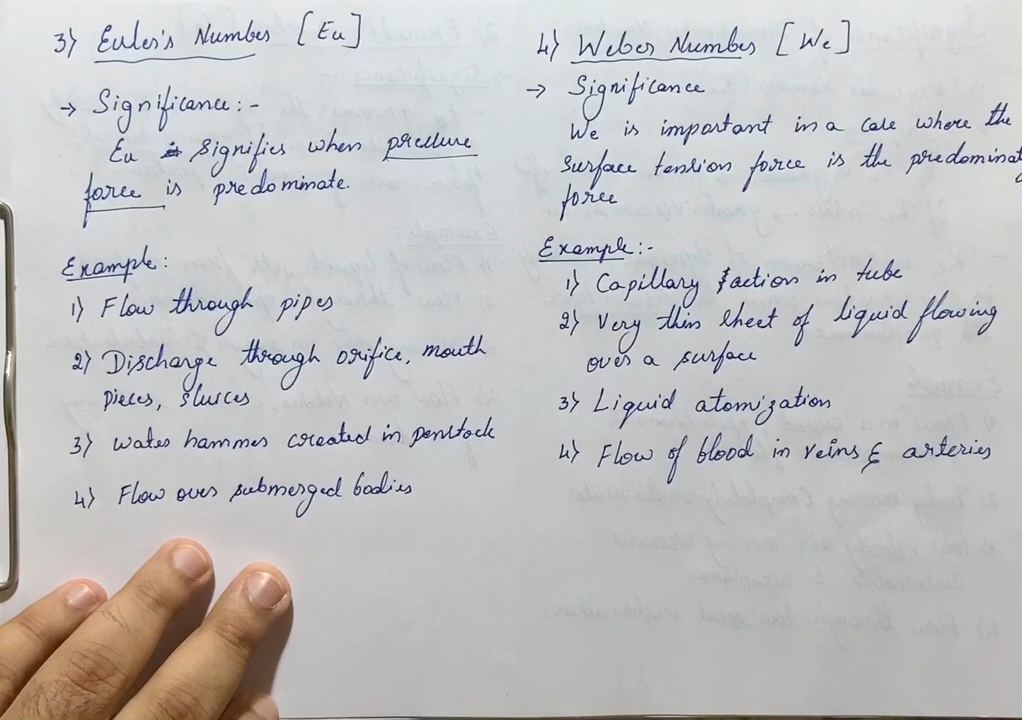 3) Euler's Number [Eu]
→ Significance:-
Eu is signifies when pressure
force is predominate.
Example:
1) Flow through pipes
2) Discharge through orifice, mouth
pieces, sluices
3) water hammer created in penstock
4) Flow over submerged bodies
4) Weber Number [We]
→ Significance
We is important in a case where the
surface tension force is the predominat
force
Example:-
1) Capillary action in tube
2) Very thin sheet of liquid flowing
over a surface
3) Liquid atomization
4) Flow of blood in veins & arteries